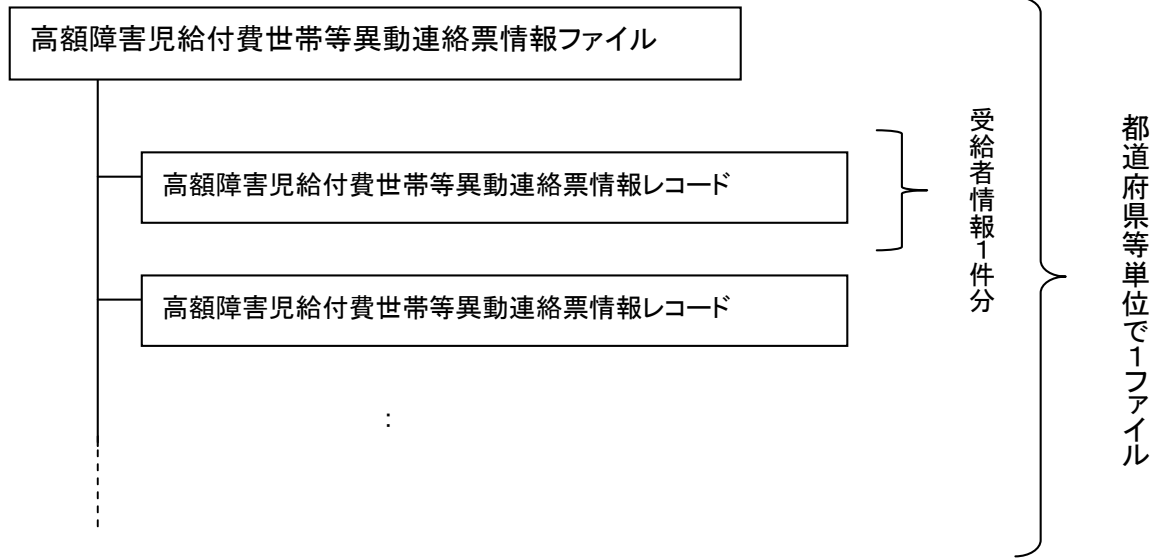 高額障害児給付費世帯等異動連絡票情報ファイル
高額障害児給付費世帯等異動連絡票情報レコード
高額障害児給付費世帯等異動連絡票情報レコード
:
受給者情報1件分
都道府県等単位で1ファイル